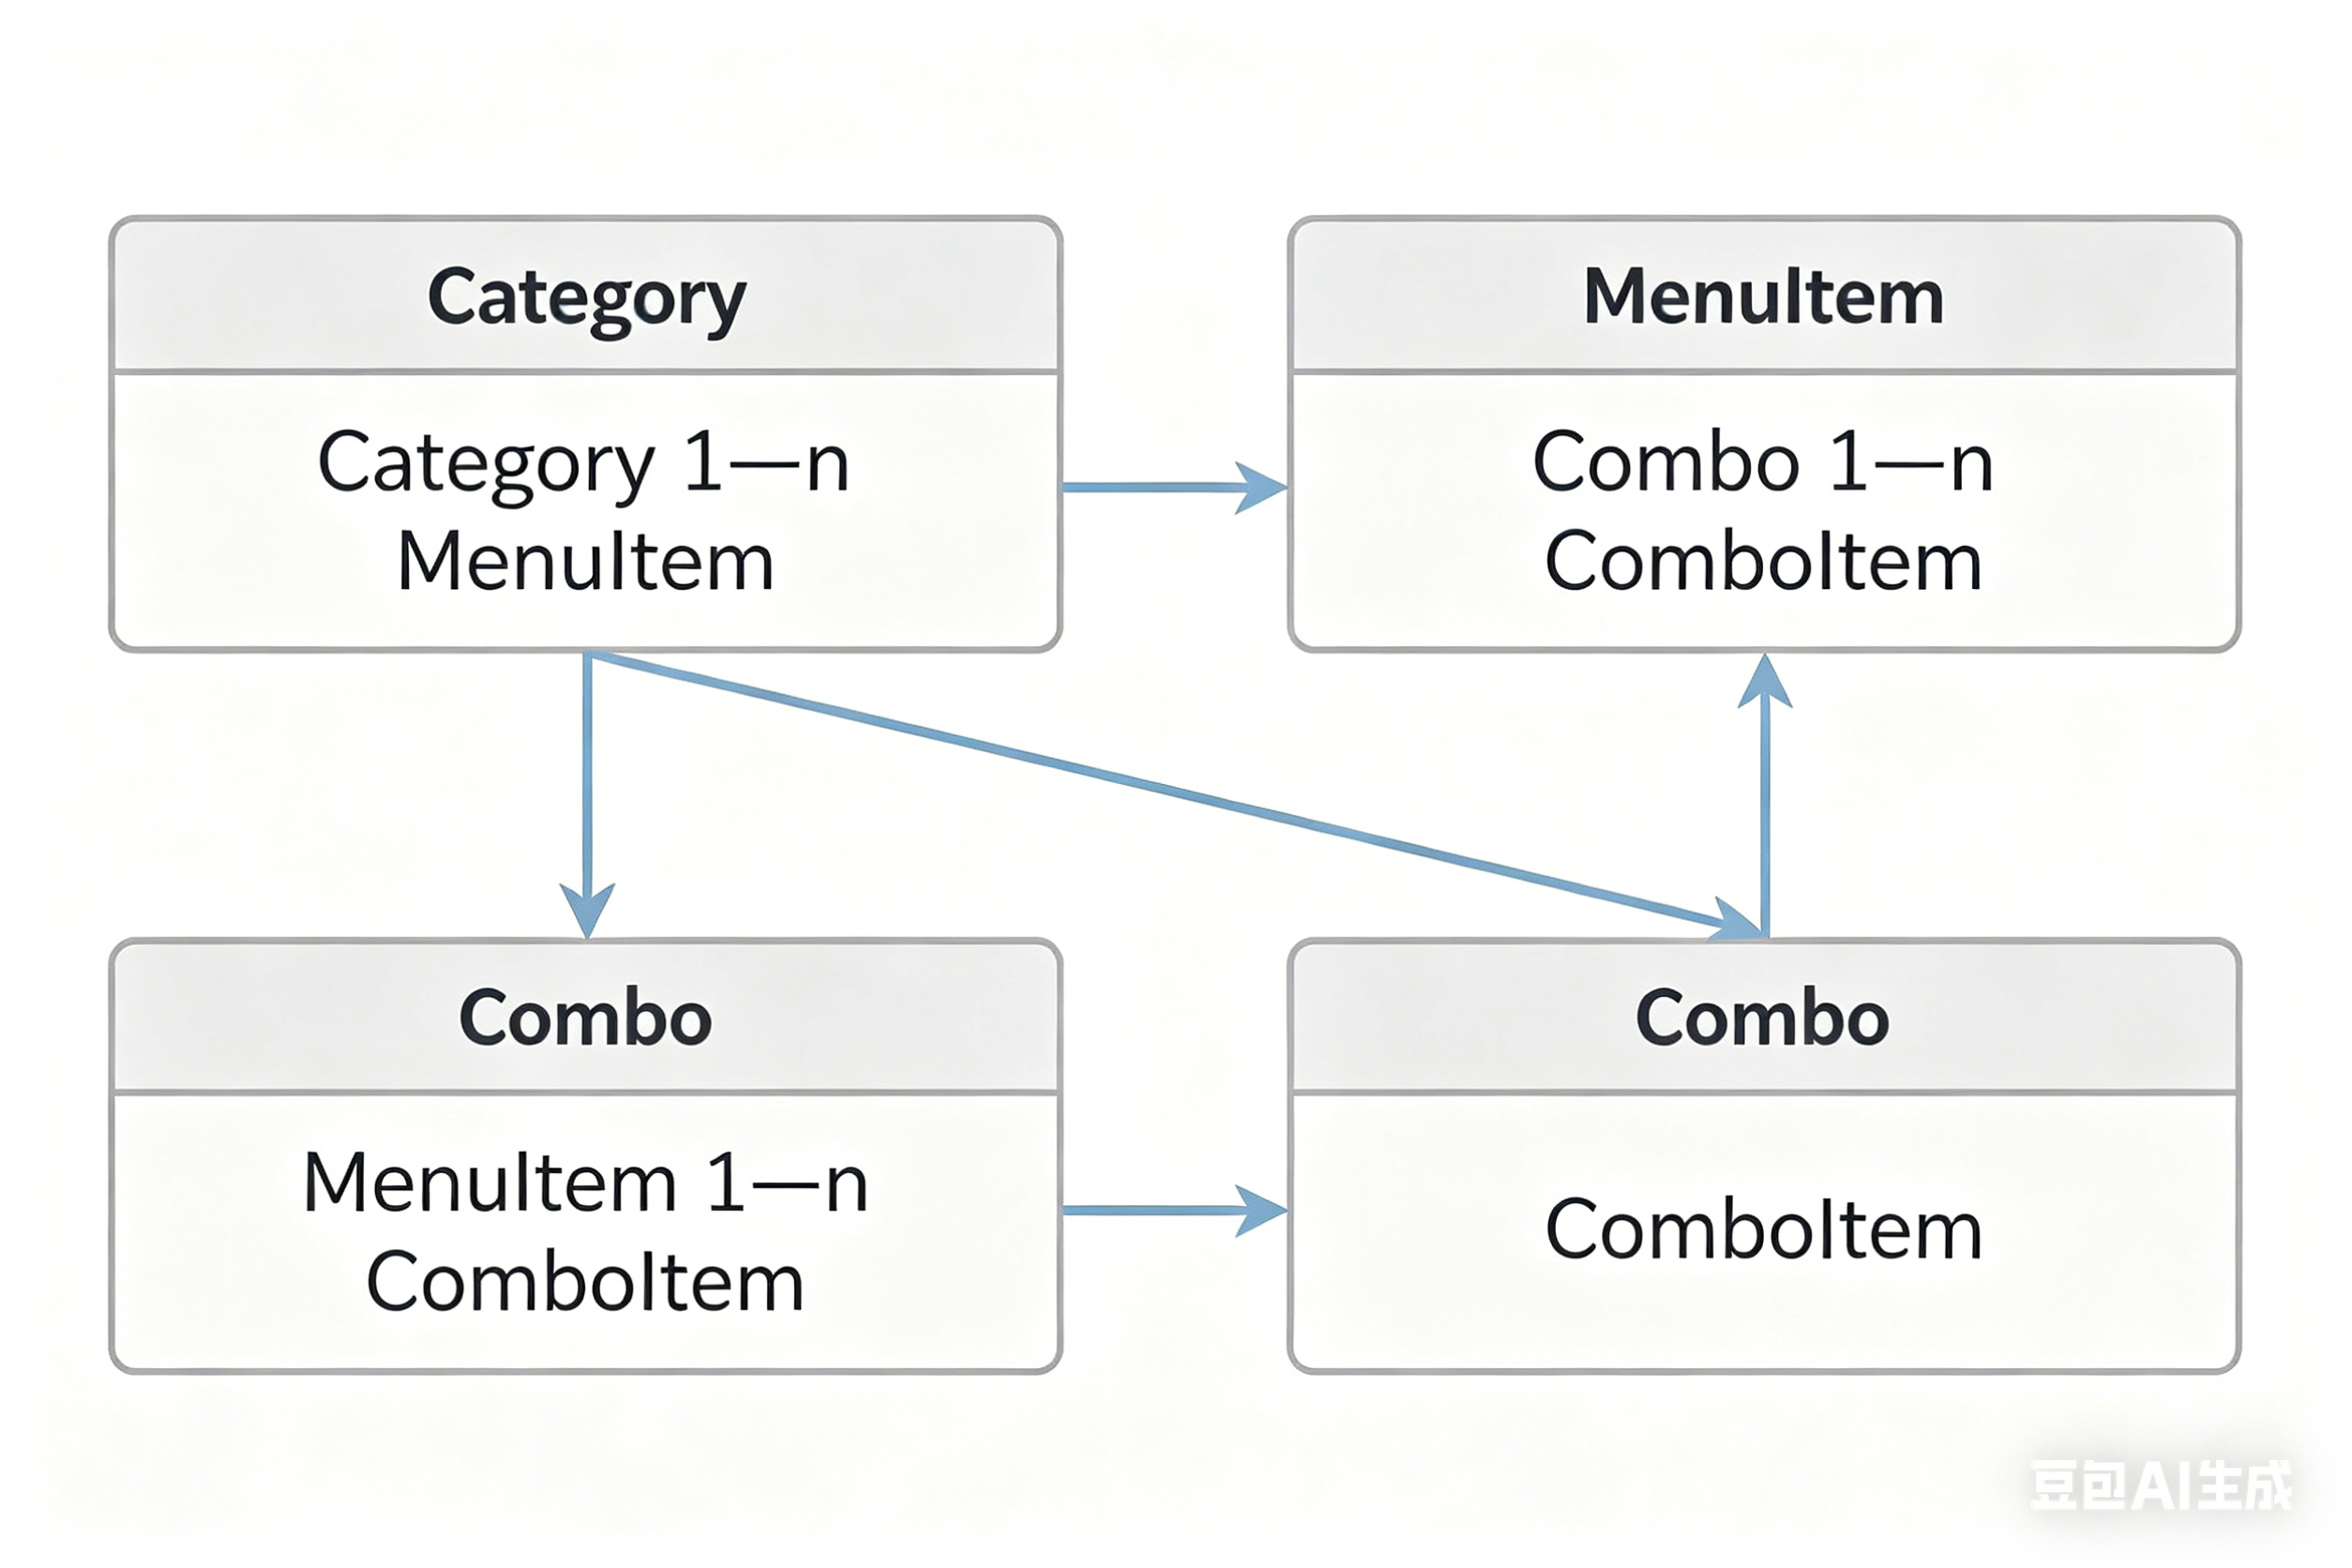 Category
Category 1—n
MenuItem
MenuItem
Combo 1—n
ComboItem
Combo
MenuItem 1—n
ComboItem
Combo
ComboItem
豆包AI生成